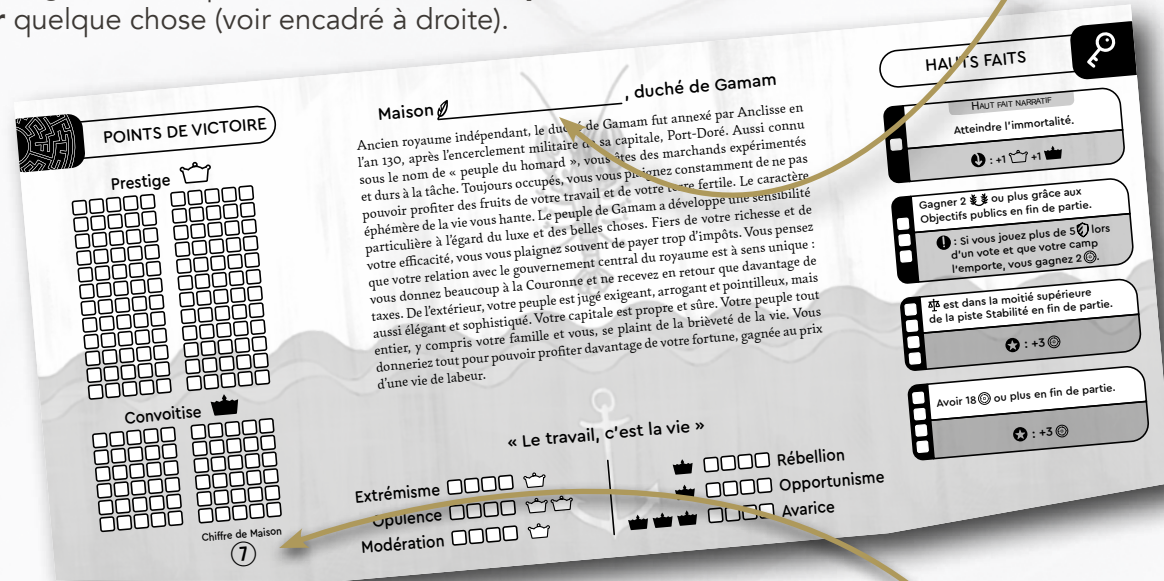 r quelque chose (voir encadré à droite).
POINTS DE VICTOIRE
Prestige
Convoitise
Chiffre de Maison
7
Maison , duché de Gamam
Ancien royaume indépendant, le duché de Gamam fut annexé par Anclisse en
l'an 130, après l'encerclement militaire de sa capitale, Port-Doré. Aussi connu
sous le nom de « peuple du homard », vous êtes des marchands expérimentés
et durs à la tâche. Toujours occupés, vous vous plaignez constamment de ne pas
pouvoir profiter des fruits de votre travail et de votre terre fertile. Le caractère
éphémère de la vie vous hante. Le peuple de Gamam a développé une sensibilité
particulière à l'égard du luxe et des belles choses. Fiers de votre richesse et de
votre efficacité, vous vous plaignez souvent de payer trop d'impôts. Vous pensez
que votre relation avec le gouvernement central du royaume est à sens unique :
vous donnez beaucoup à la Couronne et ne recevez en retour que davantage de
taxes. De l'extérieur, votre peuple est jugé exigeant, arrogant et pointilleux, mais
aussi élégant et sophistiqué. Votre capitale est propre et sûre. Votre peuple tout
entier, y compris votre famille et vous, se plaint de la brièveté de la vie. Vous
donneriez tout pour pouvoir profiter davantage de votre fortune, gagnée au prix
d'une vie de labeur.
« Le travail, c'est la vie »
Extrémisme
Opulence
Modération
Rébellion
Opportunisme
Avarice
HAUTS FAITS
HAUT FAIT NARRATIF
Atteindre l'immortalité.
: +1 +1
Gagner 2 ou plus grâce aux
Objectifs publics en fin de partie.
! : Si vous jouez plus de 5 lors
d'un vote et que votre camp
l'emporte, vous gagnez 2 .
est dans la moitié supérieure
de la piste Stabilité en fin de partie.
: +3
Avoir 18 ou plus en fin de partie.
: +3